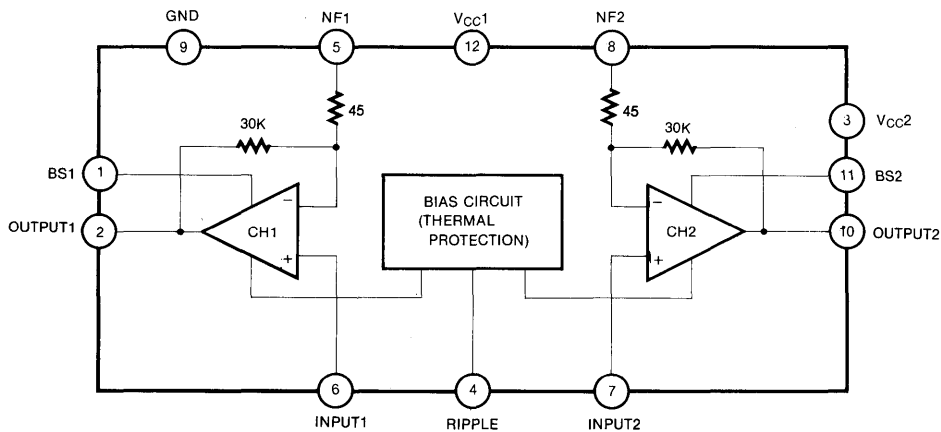 GND
NF1
VCC1
NF2
9
5
12
8
45
45
30K
30K
3
VCC2
BS1
1
11
BS2
BIAS CIRCUIT
(THERMAL
PROTECTION)
−
−
OUTPUT1
2
CH1
CH2
10
OUTPUT2
+
+
6
4
7
INPUT1
RIPPLE
INPUT2